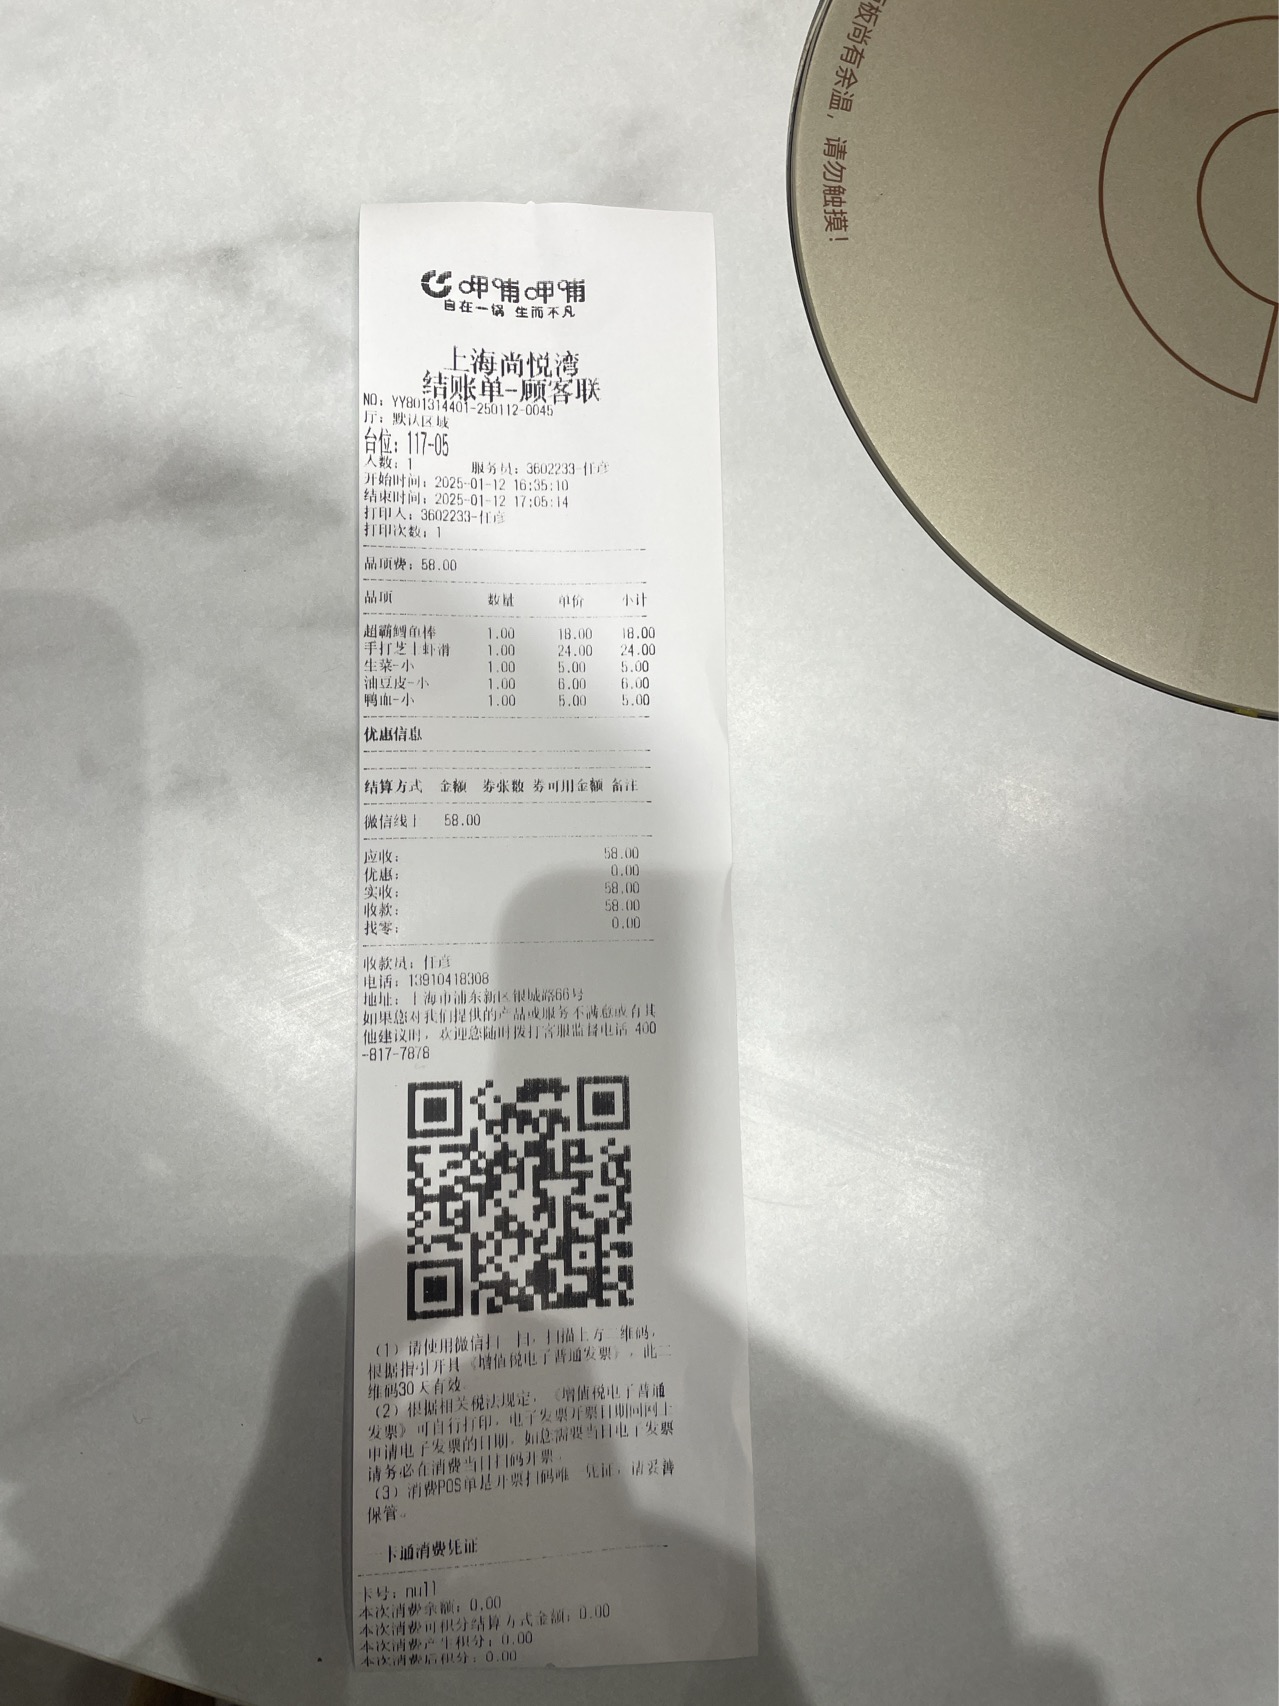 板尚有余温，请勿触摸！
呷哺呷哺
自在一锅 生而不凡
上海尚悦湾
结账单-顾客联
NO: YY801314401-250112-0045
厅: 默认区域
台位: 117-05
人数: 1 服务员: 3602233-任彦
开始时间: 2025-01-12 16:35:10
结束时间: 2025-01-12 17:05:14
打印人: 3602233-任彦
打印次数: 1
品项费: 58.00
品项 数量 单价 小计
超霸鳕鱼棒 1.00 18.00 18.00
手打芝士虾滑 1.00 24.00 24.00
生菜-小 1.00 5.00 5.00
油豆皮-小 1.00 6.00 6.00
鸭血-小 1.00 5.00 5.00
优惠信息
结算方式 金额 券张数 券可用金额 备注
微信线上 58.00
应收: 58.00
优惠: 0.00
实收: 58.00
收款: 58.00
找零: 0.00
收款员: 任彦
电话: 13910418308
地址: 上海市浦东新区银城路66号
如果您对我们提供的产品或服务不满意或有其
他建议时，欢迎您随时拨打客服监督电话 400
-817-7878
(1) 请使用微信扫一扫，扫描上方二维码，
根据指引开具《增值税电子普通发票》，此二
维码30天有效。
(2) 根据相关税法规定，《增值税电子普通
发票》可自行打印，电子发票开票日期同网上
申请电子发票的日期，如您需要当日电子发票
请务必在消费当日扫码开票。
(3) 消费POS单是开票扫码唯一凭证，请妥善
保管。
一卡通消费凭证
卡号: null
本次消费余额: 0.00
本次消费可积分结算方式金额: 0.00
本次消费产生积分: 0.00
本次消费后积分: 0.00